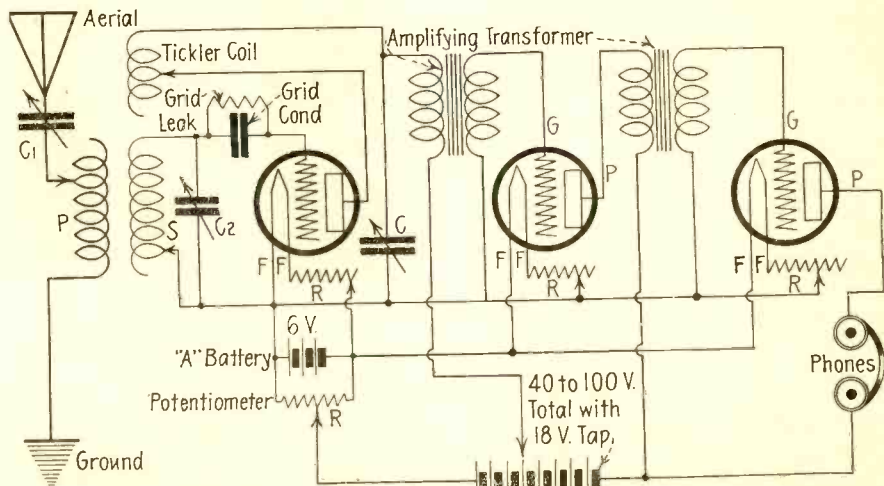 Aerial
Tickler Coil
Amplifying Transformer
Grid
Leak
Grid
Cond
C1
P
S
C2
C
G
P
G
P
F F
R
F F
R
F F
R
6 V.
"A" Battery
Potentiometer
R
40 to 100 V.
Total with
18 V. Tap
Phones
Ground